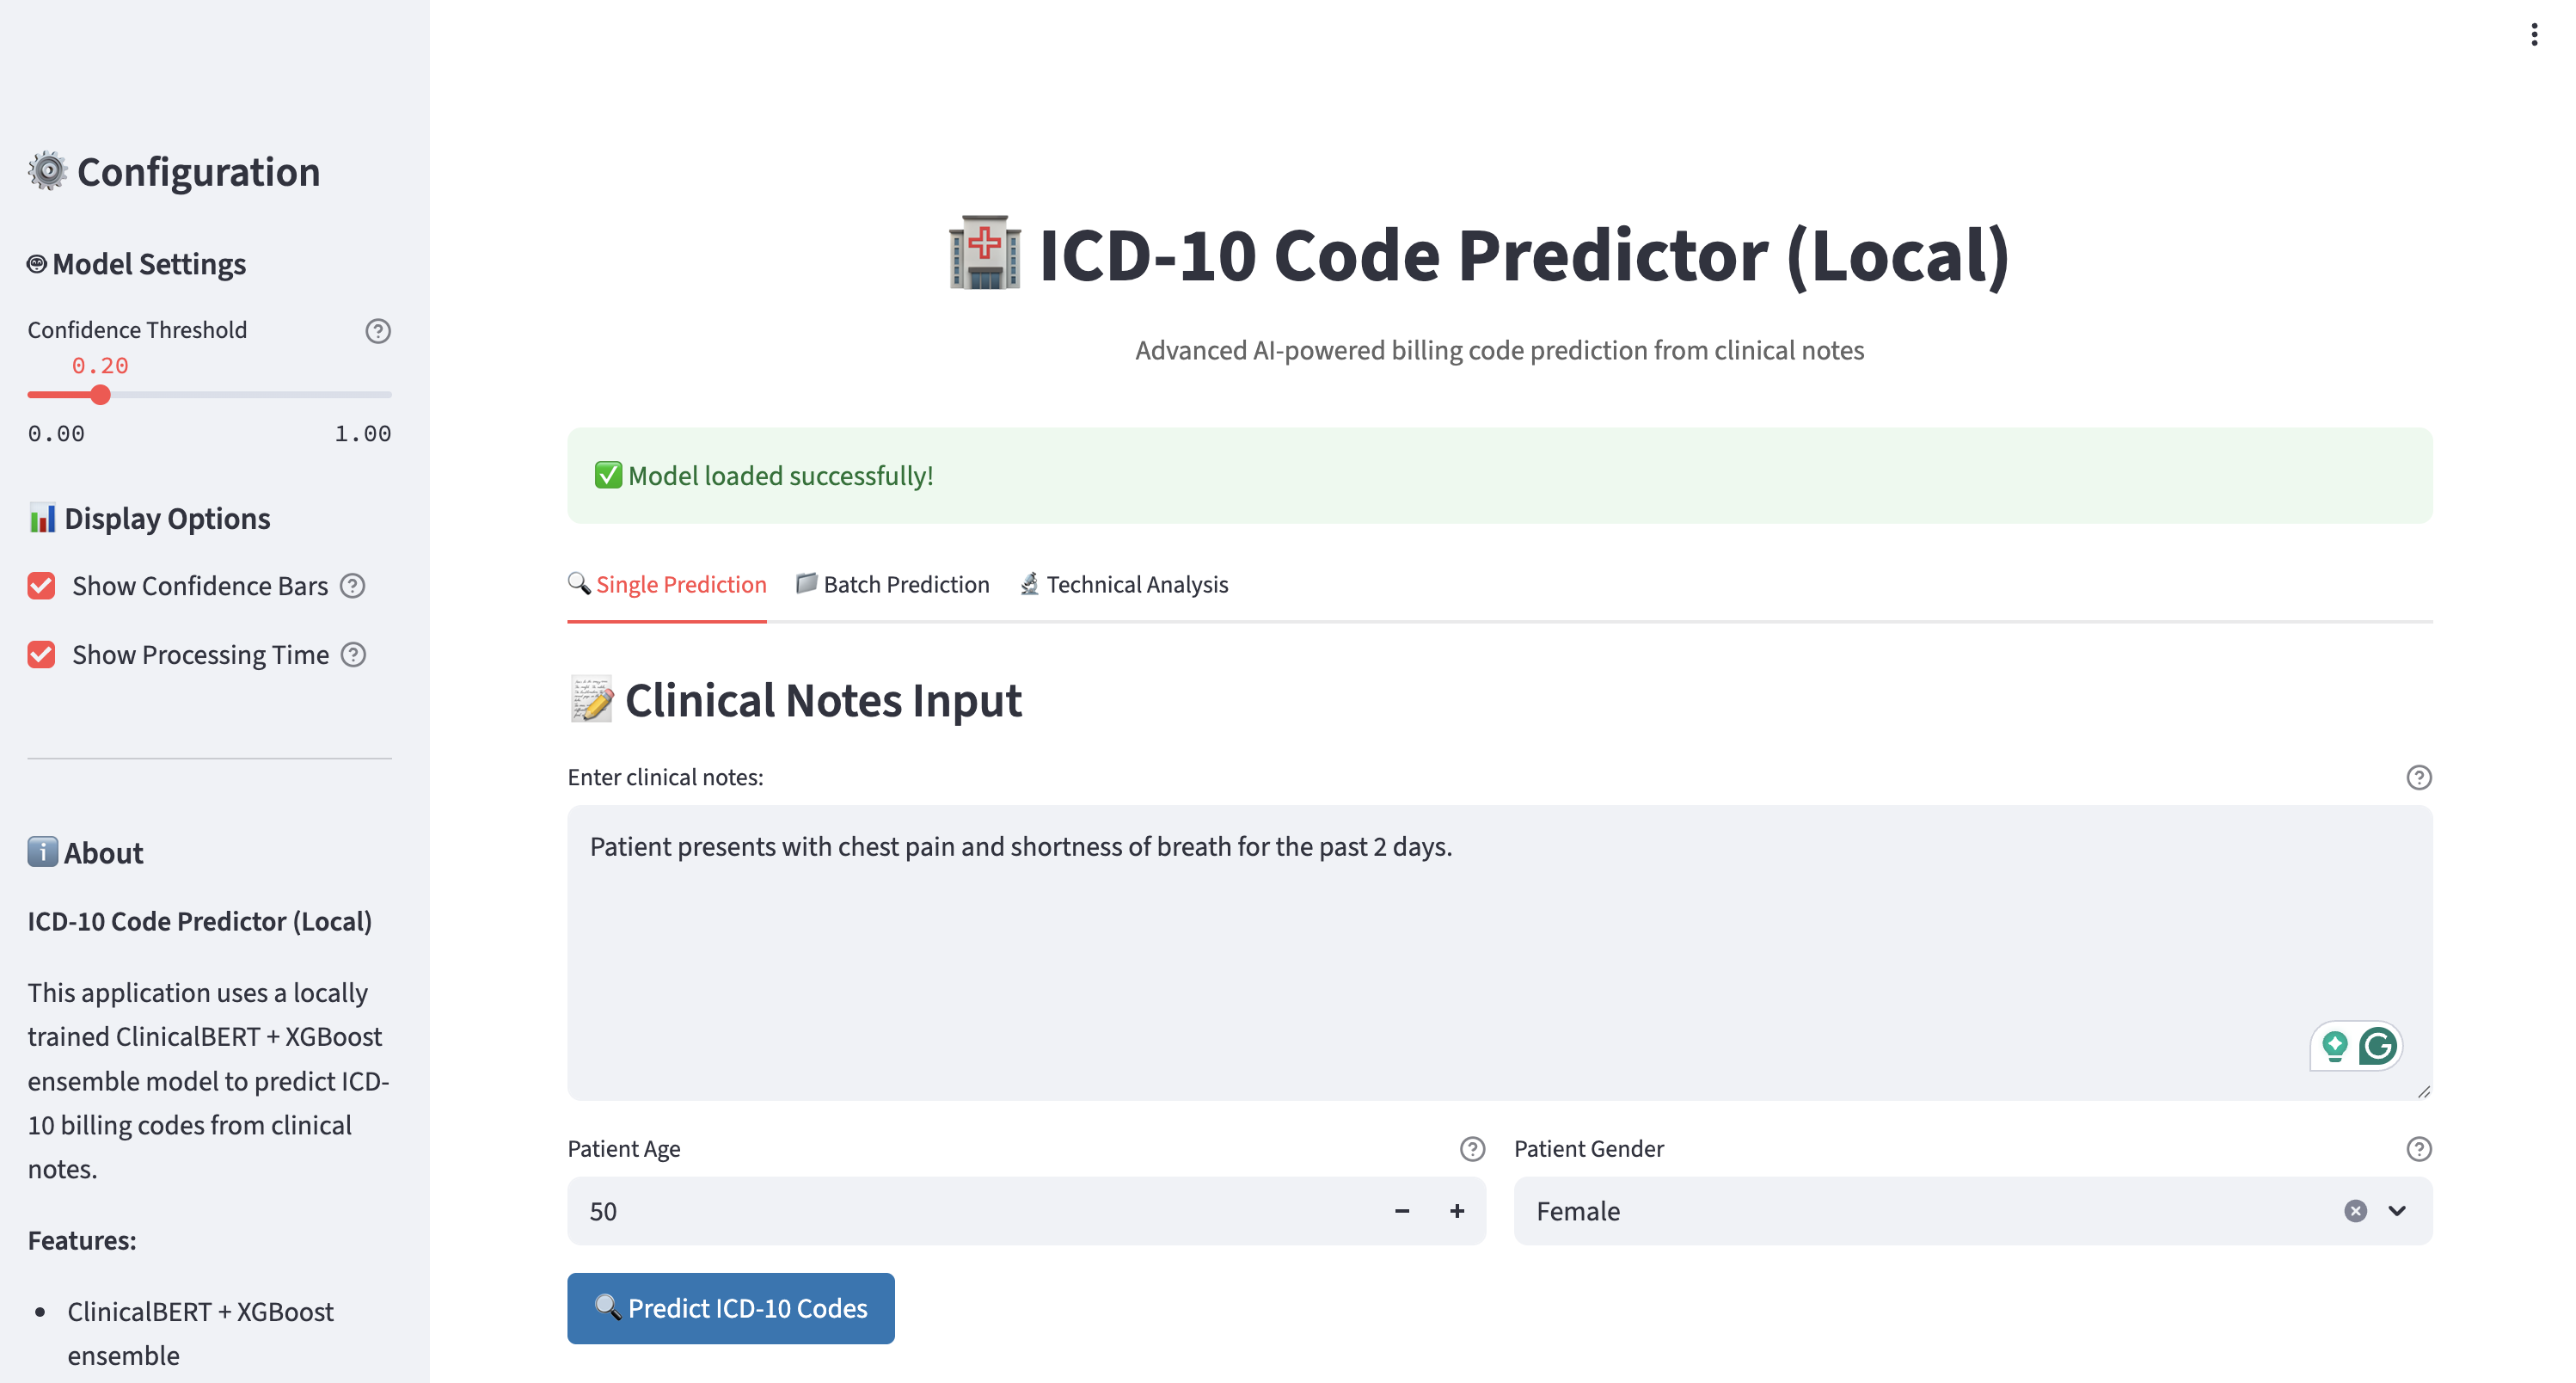 Configuration
Model Settings
Confidence Threshold
0.20
0.00 1.00
Display Options
Show Confidence Bars
Show Processing Time
About
ICD-10 Code Predictor (Local)
This application uses a locally
trained ClinicalBERT + XGBoost
ensemble model to predict ICD-
10 billing codes from clinical
notes.
Features:
• ClinicalBERT + XGBoost
ensemble
ICD-10 Code Predictor (Local)
Advanced AI-powered billing code prediction from clinical notes
Model loaded successfully!
Single Prediction Batch Prediction Technical Analysis
Clinical Notes Input
Enter clinical notes:
Patient presents with chest pain and shortness of breath for the past 2 days.
Patient Age Patient Gender
50 − + Female
Predict ICD-10 Codes